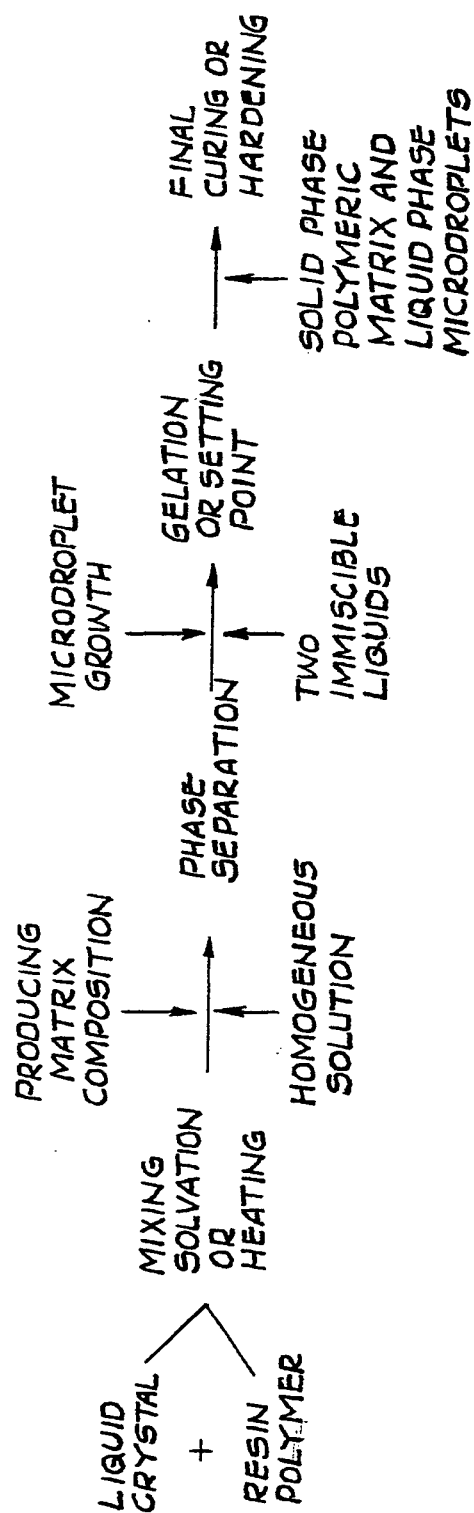 LIQUID
CRYSTAL
+
RESIN
POLYMER
MIXING
SOLVATION
OR
HEATING
PRODUCING
MATRIX
COMPOSITION
HOMOGENEOUS
SOLUTION
PHASE
SEPARATION
MICRODROPLET
GROWTH
TWO
IMMISCIBLE
LIQUIDS
GELATION
OR SETTING
POINT
SOLID PHASE
POLYMERIC
MATRIX AND
LIQUID PHASE
MICRODROPLETS
FINAL
CURING OR
HARDENING